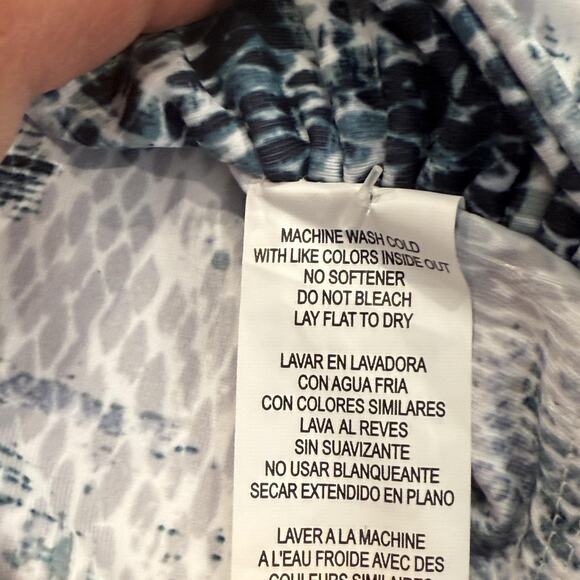 MACHINE WASH COLD
WITH LIKE COLORS INSIDE OUT
NO SOFTENER
DO NOT BLEACH
LAY FLAT TO DRY
LAVAR EN LAVADORA
CON AGUA FRIA
CON COLORES SIMILARES
LAVA AL REVES
SIN SUAVIZANTE
NO USAR BLANQUEANTE
SECAR EXTENDIDO EN PLANO
LAVER A LA MACHINE
A L'EAU FROIDE AVEC DES
COULEURS SIMILAIRES